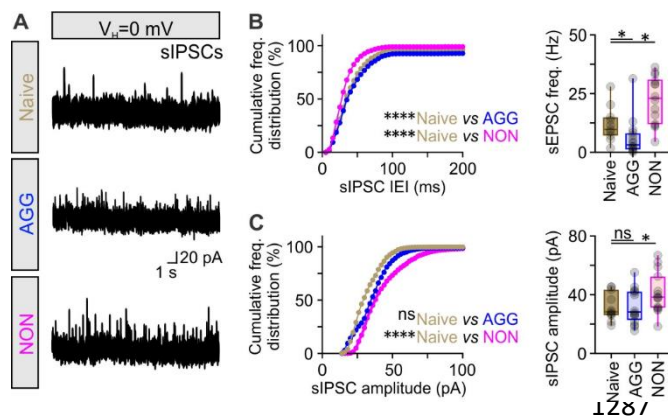 A
V_H=0 mV
sIPSCs
Naive
AGG
20 pA
1 s
NON
B
Cumulative freq.
distribution (%)
100
50
0
0
100
200
sIPSC IEI (ms)
****Naive vs AGG
****Naive vs NON
sEPSC freq. (Hz)
50
25
0
* *
Naive
AGG
NON
C
Cumulative freq.
distribution (%)
100
50
0
0
50
100
sIPSC amplitude (pA)
ns Naive vs AGG
****Naive vs NON
sIPSC amplitude (pA)
80
40
0
ns *
Naive
AGG
NON
1287